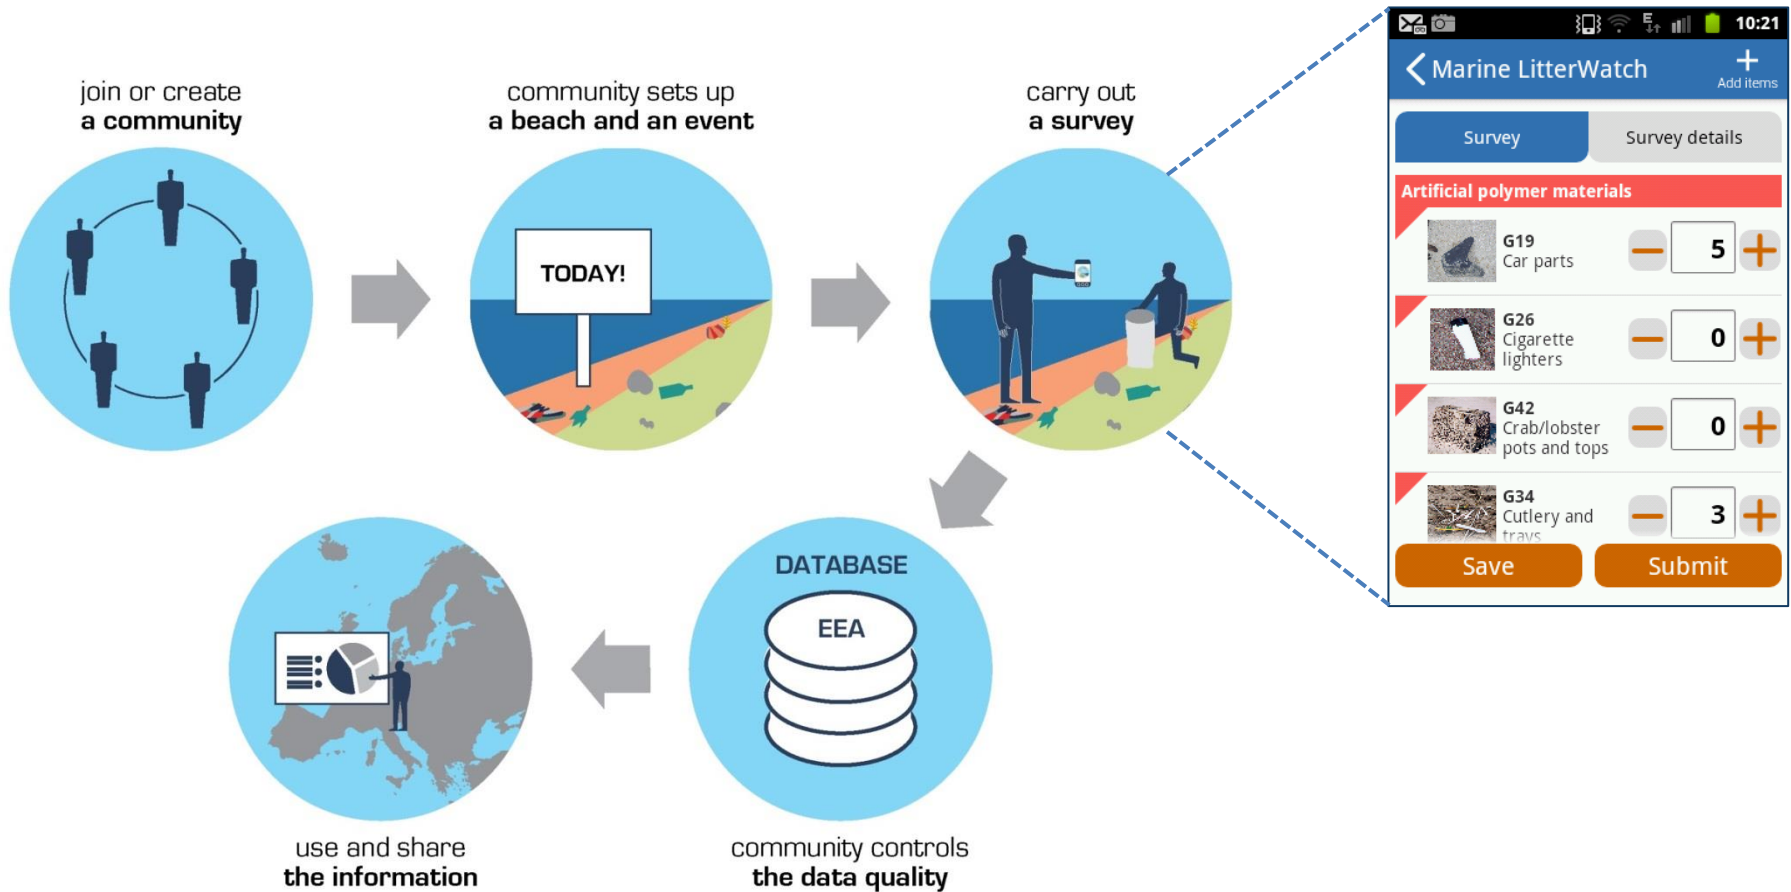 join or create
a community
community sets up
a beach and an event
TODAY!
carry out
a survey
10:21
Marine LitterWatch
Add items
Survey
Survey details
Artificial polymer materials
G19
Car parts
5
G26
Cigarette
lighters
0
G42
Crab/lobster
pots and tops
0
G34
Cutlery and
trays
3
Save
Submit
DATABASE
EEA
community controls
the data quality
use and share
the information